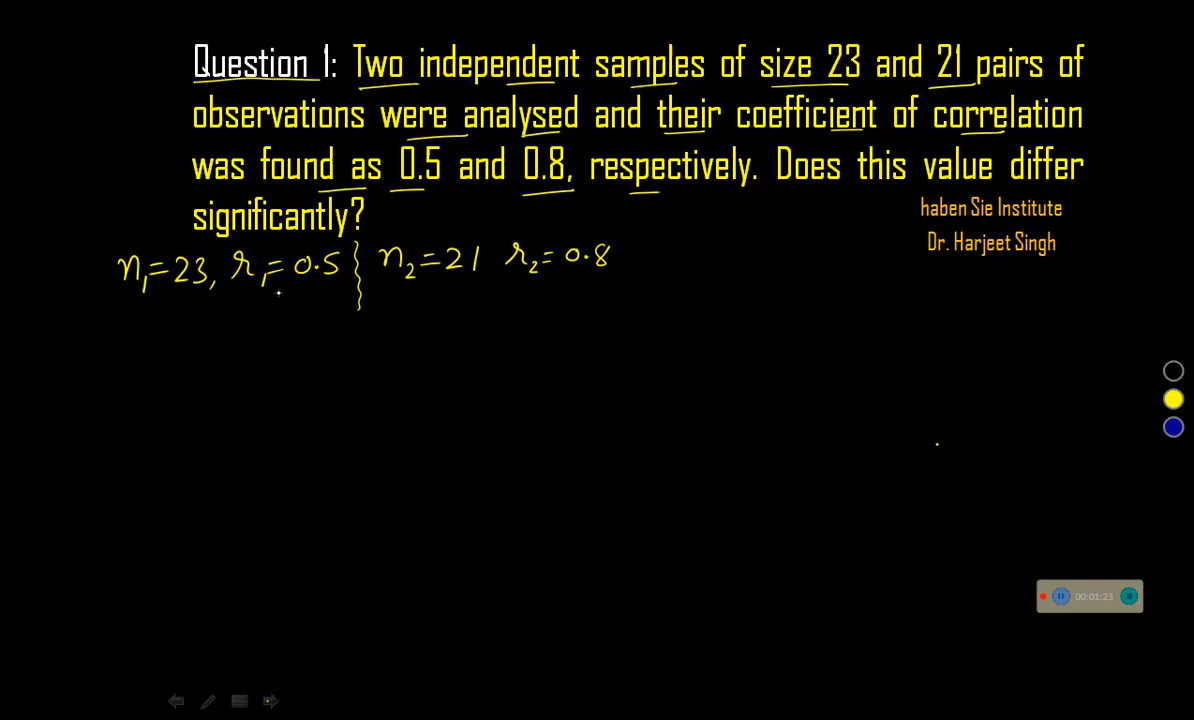 Question 1: Two independent samples of size 23 and 21 pairs of
observations were analysed and their coefficient of correlation
was found as 0.5 and 0.8, respectively. Does this value differ
significantly?
haben Sie Institute
Dr. Harjeet Singh
n₁=23, r₁=0.5 n₂=21 r₂=0.8
00:01:23